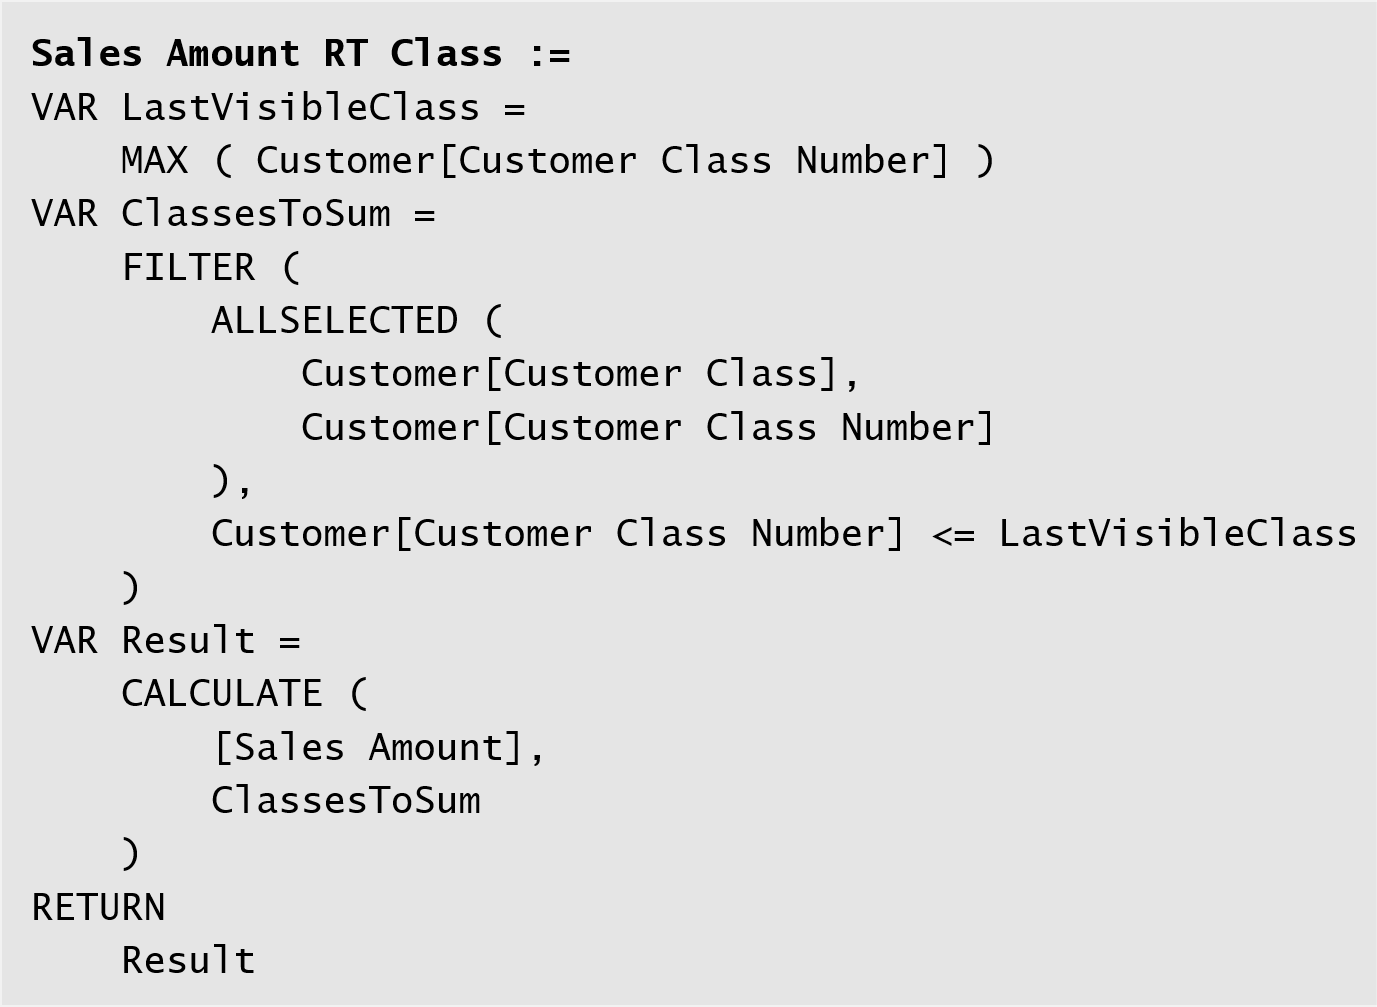 Sales Amount RT Class :=
VAR LastVisibleClass =
    MAX ( Customer[Customer Class Number] )
VAR ClassesToSum =
    FILTER (
        ALLSELECTED (
            Customer[Customer Class],
            Customer[Customer Class Number]
        ),
        Customer[Customer Class Number] <= LastVisibleClass
    )
VAR Result =
    CALCULATE (
        [Sales Amount],
        ClassesToSum
    )
RETURN
    Result